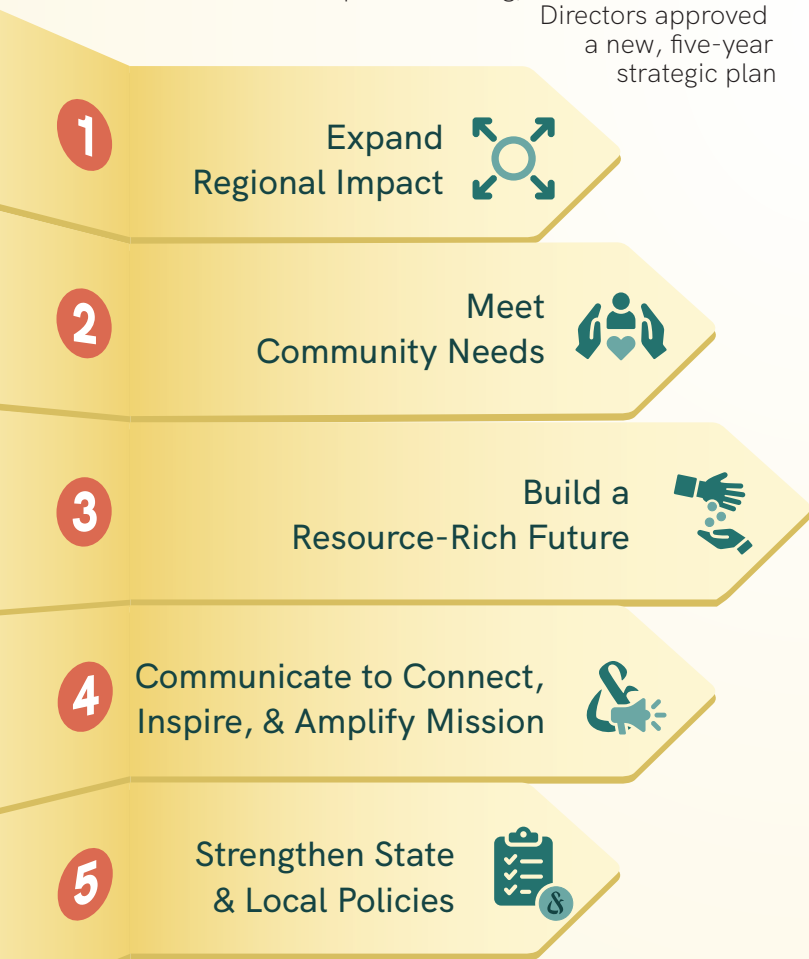 Directors approved
a new, five-year
strategic plan
1
Expand
Regional Impact
2
Meet
Community Needs
3
Build a
Resource-Rich Future
4
Communicate to Connect,
Inspire, & Amplify Mission
&
5
Strengthen State
& Local Policies
&